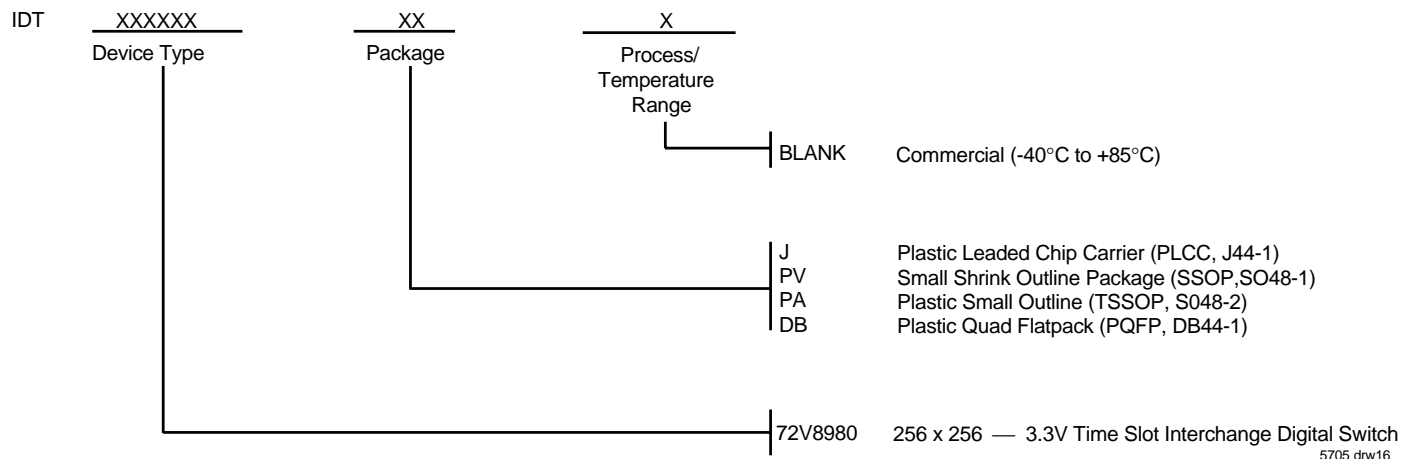 IDT XXXXXX XX X
Device Type Package Process/
Temperature
Range
BLANK Commercial (-40°C to +85°C)
J Plastic Leaded Chip Carrier (PLCC, J44-1)
PV Small Shrink Outline Package (SSOP,SO48-1)
PA Plastic Small Outline (TSSOP, S048-2)
DB Plastic Quad Flatpack (PQFP, DB44-1)
72V8980 256 x 256 — 3.3V Time Slot Interchange Digital Switch
5705 drw16